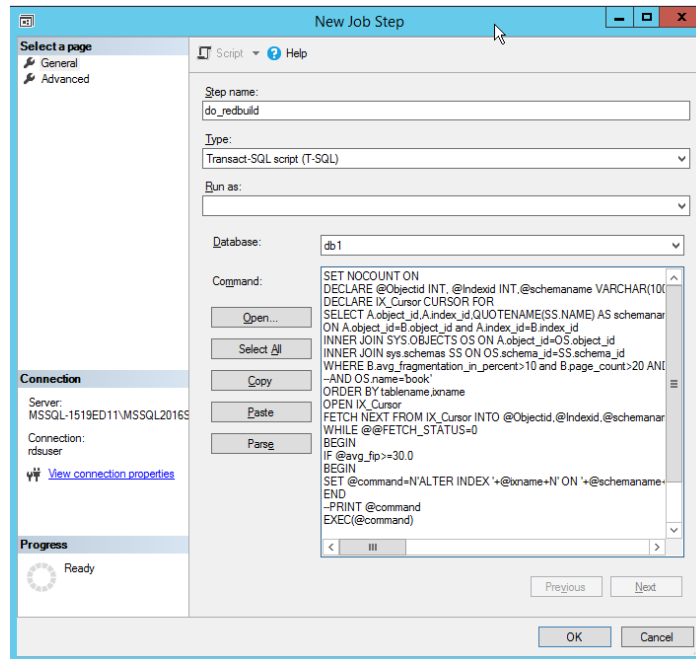 New Job Step
Select a page
General
Advanced
Script
Help
Step name:
do_redbuild
Type:
Transact-SQL script (T-SQL)
Run as:
Database:
db1
Command:
Open...
Select All
Copy
Paste
Parse
SET NOCOUNT ON
DECLARE @Objectid INT, @Indexid INT,@schemaname VARCHAR(100
DECLARE IX_Cursor CURSOR FOR
SELECT A.object_id,A.index_id,QUOTENAME(SS.NAME) AS schemanar
ON A.object_id=B.object_id and A.index_id=B.index_id
INNER JOIN SYS.OBJECTS OS ON A.object_id=OS.object_id
INNER JOIN sys.schemas SS ON OS.schema_id=SS.schema_id
WHERE B.avg_fragmentation_in_percent>10 and B.page_count>20 AND
--AND OS.name='book'
ORDER BY tablename,ixname
OPEN IX_Cursor
FETCH NEXT FROM IX_Cursor INTO @Objectid,@Indexid,@schemanar
WHILE @@FETCH_STATUS=0
BEGIN
IF @avg_fip>=30.0
BEGIN
SET @command=N'ALTER INDEX '+@ixname+N' ON '+@schemaname+
END
--PRINT @command
EXEC(@command)
Connection
Server:
MSSQL-1519ED11\MSSQL2016S
Connection:
rdsuser
View connection properties
Progress
Ready
Previous
Next
OK
Cancel